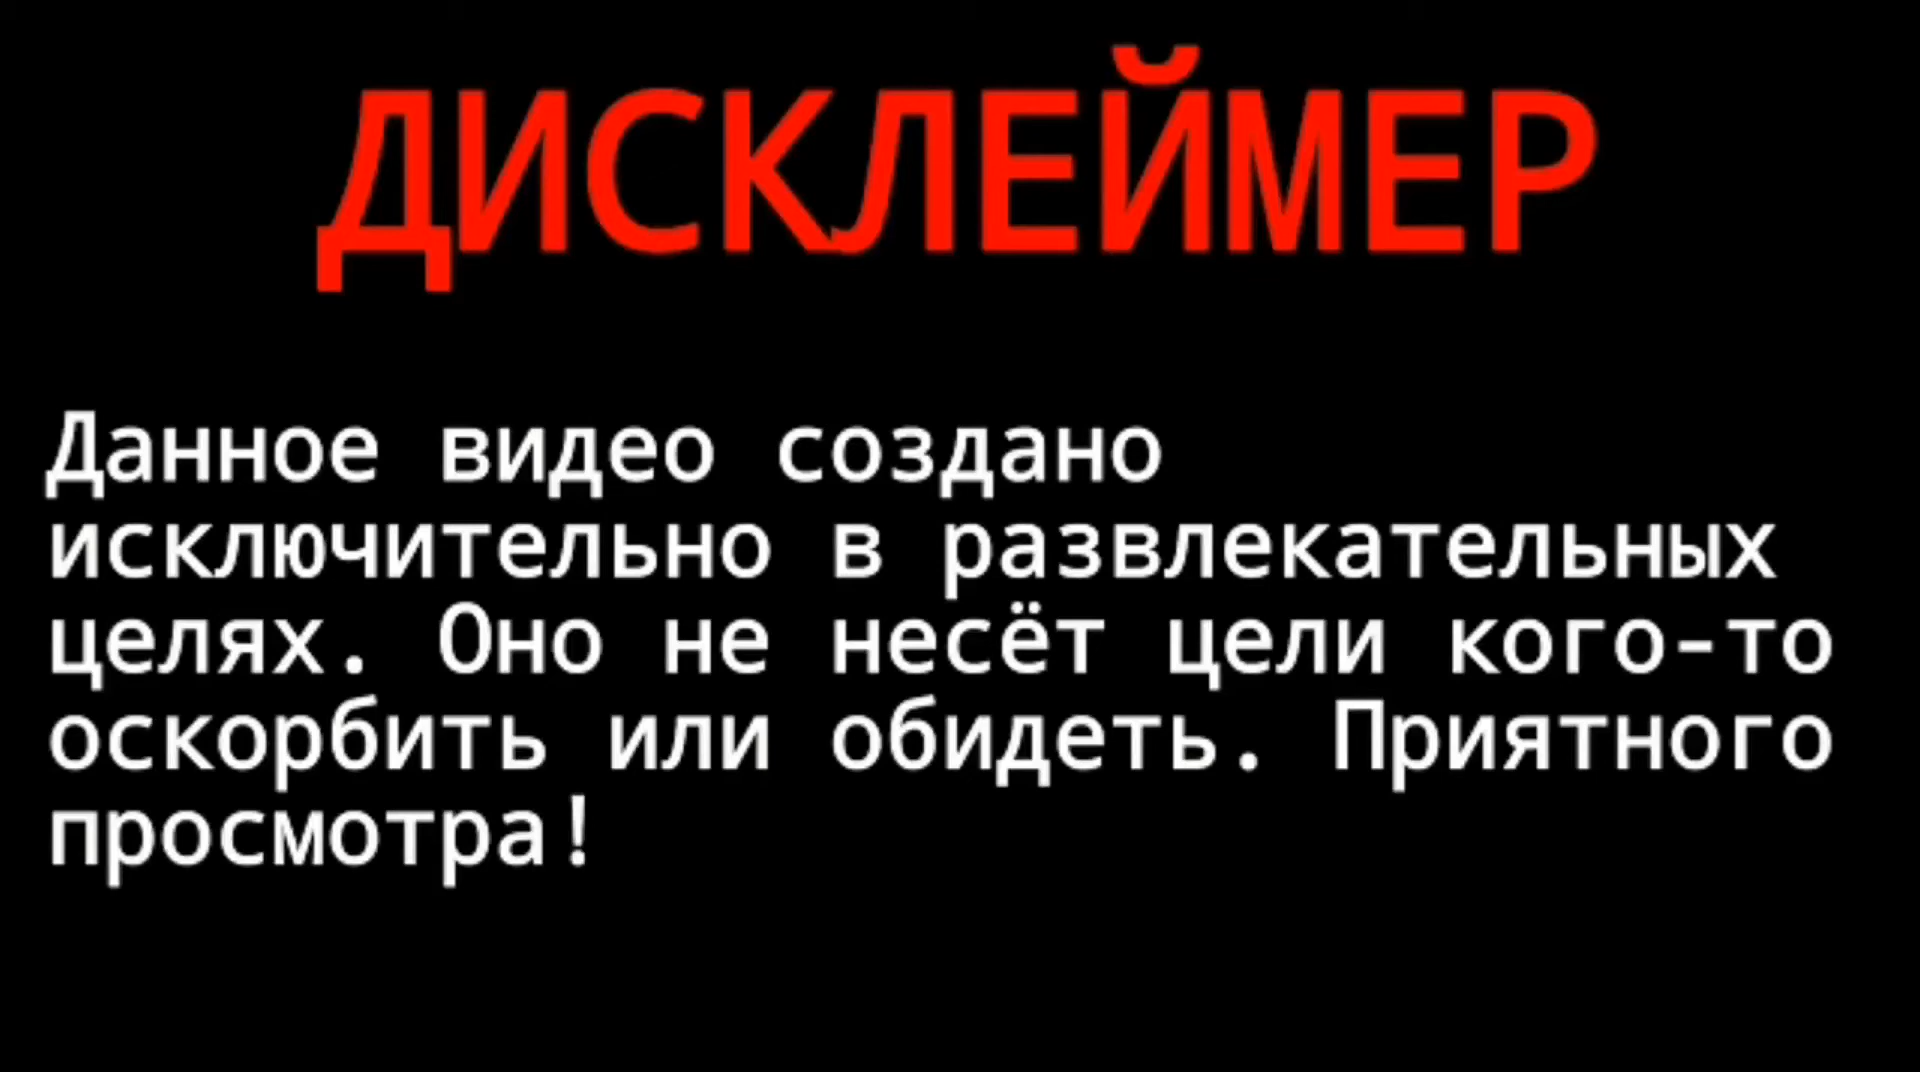 ДИСКЛЕЙМЕР
Данное видео создано
исключительно в развлекательных
целях. Оно не несёт цели кого-то
оскорбить или обидеть. Приятного
просмотра!